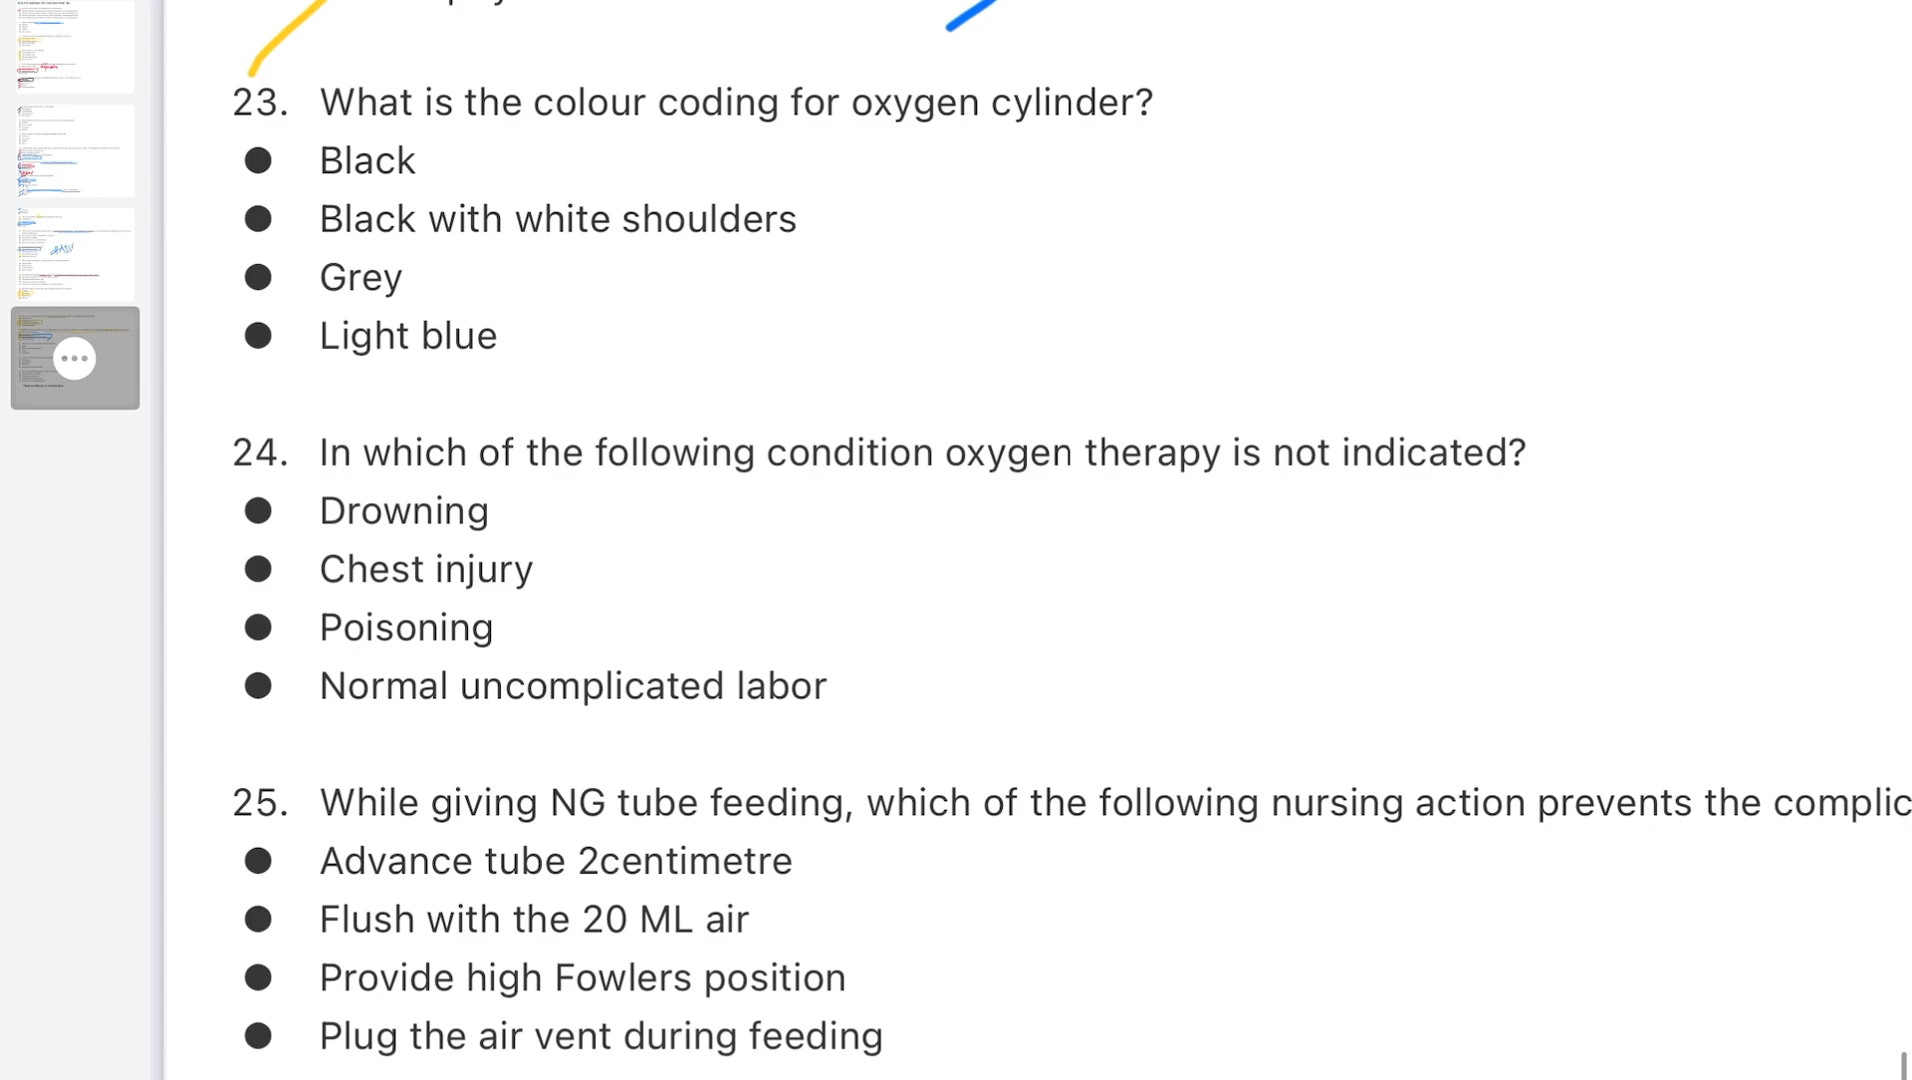 23. What is the colour coding for oxygen cylinder?
● Black
● Black with white shoulders
● Grey
● Light blue
24. In which of the following condition oxygen therapy is not indicated?
● Drowning
● Chest injury
● Poisoning
● Normal uncomplicated labor
25. While giving NG tube feeding, which of the following nursing action prevents the complic
● Advance tube 2centimetre
● Flush with the 20 ML air
● Provide high Fowlers position
● Plug the air vent during feeding